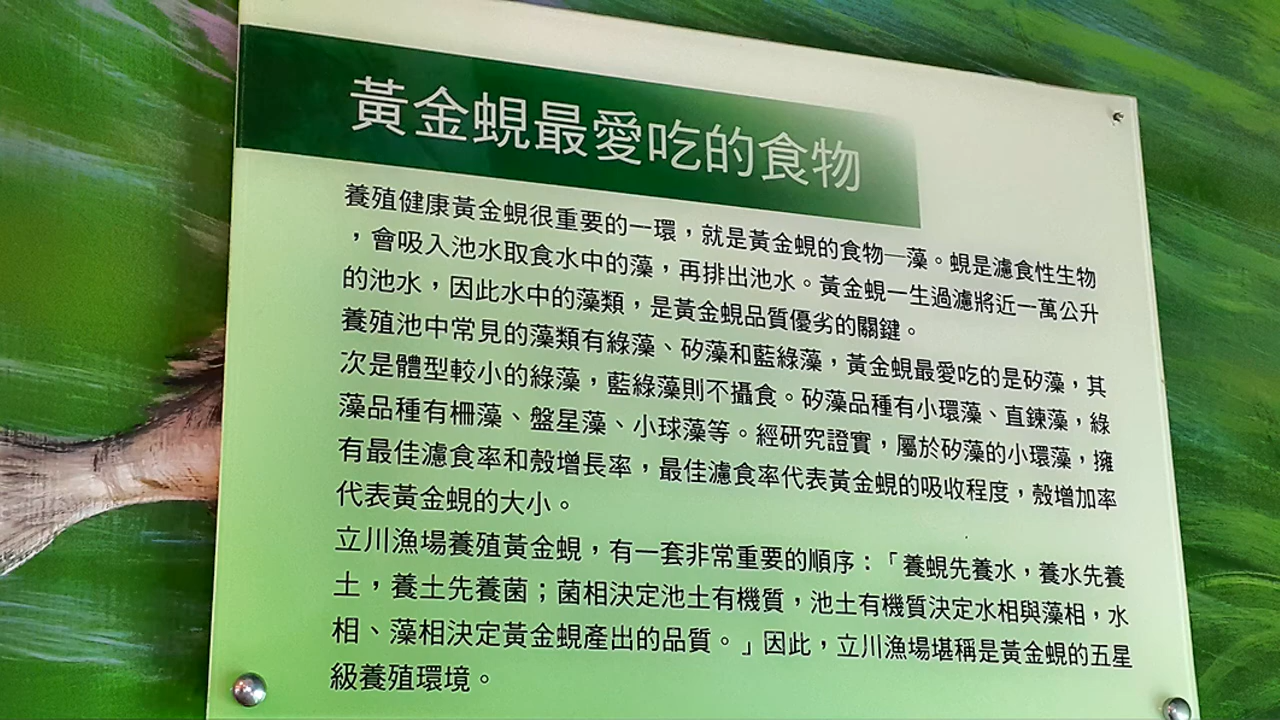 黃金蜆最愛吃的食物
養殖健康黃金蜆很重要的一環，就是黃金蜆的食物—藻。蜆是濾食性生物
，會吸入池水取食水中的藻，再排出池水。黃金蜆一生過濾將近一萬公升
的池水，因此水中的藻類，是黃金蜆品質優劣的關鍵。
養殖池中常見的藻類有綠藻、矽藻和藍綠藻，黃金蜆最愛吃的是矽藻，其
次是體型較小的綠藻，藍綠藻則不攝食。矽藻品種有小環藻、直鍊藻，綠
藻品種有柵藻、盤星藻、小球藻等。經研究證實，屬於矽藻的小環藻，擁
有最佳濾食率和殼增長率，最佳濾食率代表黃金蜆的吸收程度，殼增加率
代表黃金蜆的大小。
立川漁場養殖黃金蜆，有一套非常重要的順序：「養蜆先養水，養水先養
土，養土先養菌；菌相決定池土有機質，池土有機質決定水相與藻相，水
相、藻相決定黃金蜆產出的品質。」因此，立川漁場堪稱是黃金蜆的五星
級養殖環境。